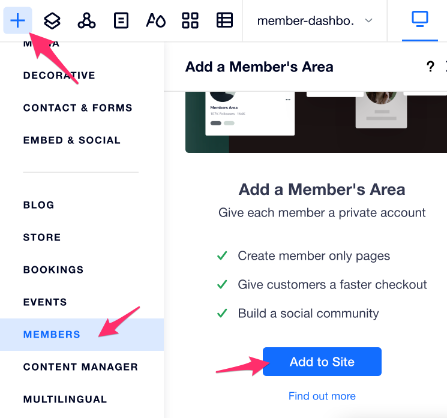 member-dashbo.
MEDIA
DECORATIVE
CONTACT & FORMS
EMBED & SOCIAL
BLOG
STORE
BOOKINGS
EVENTS
MEMBERS
CONTENT MANAGER
MULTILINGUAL
Add a Member's Area
?
Members Area
Add a Member's Area
Give each member a private account
Create member only pages
Give customers a faster checkout
Build a social community
Add to Site
Find out more